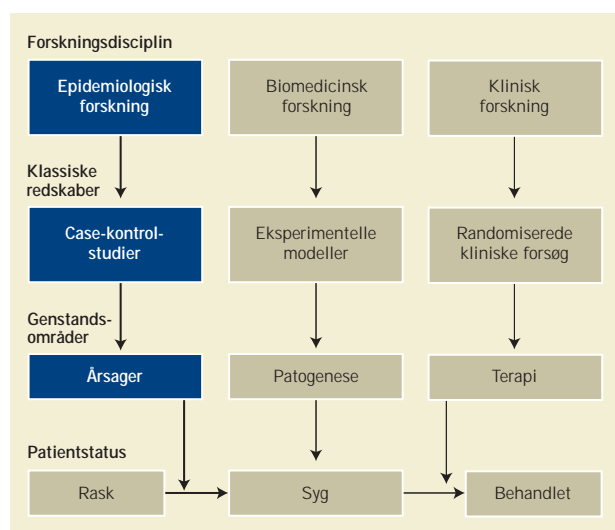 Forskningsdisciplin
Epidemiologisk
forskning
Biomedicinsk
forskning
Klinisk
forskning
Klassiske
redskaber
Case-kontrol-
studier
Eksperimentelle
modeller
Randomiserede
kliniske forsøg
Genstands-
områder
Årsager
Patogenese
Terapi
Patientstatus
Rask
Syg
Behandlet